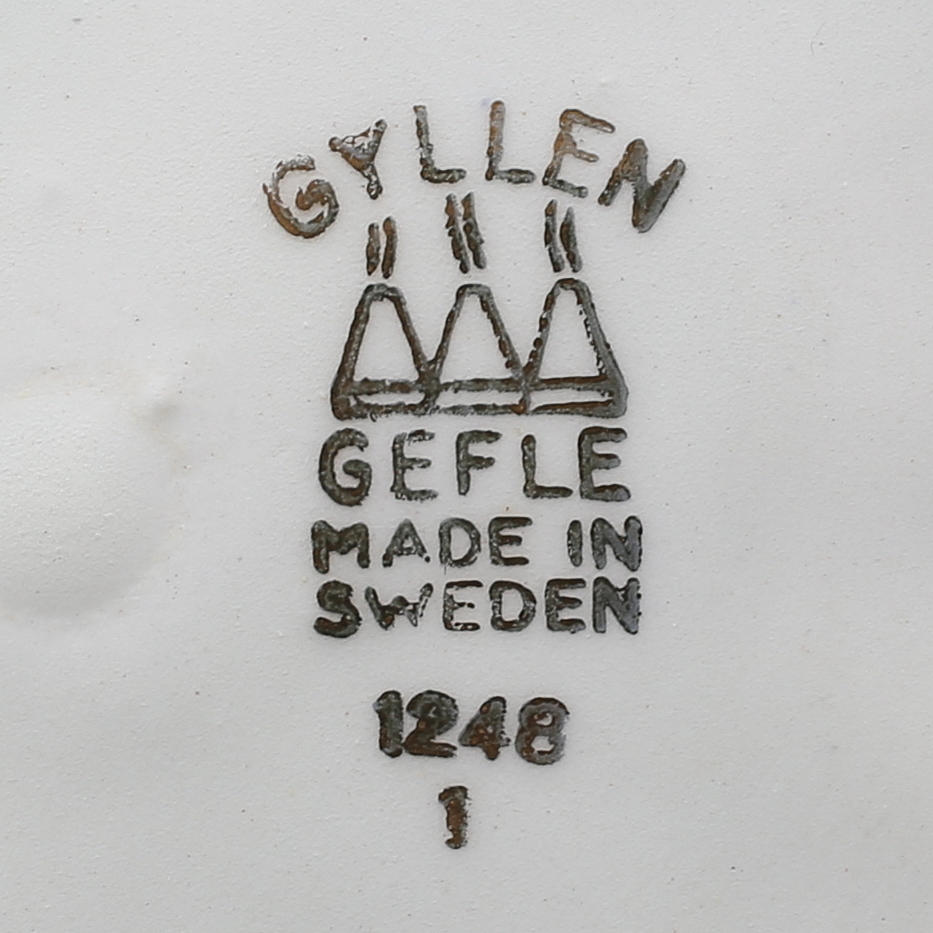 GYLLEN
GEFLE
MADE IN
SWEDEN
1248
1